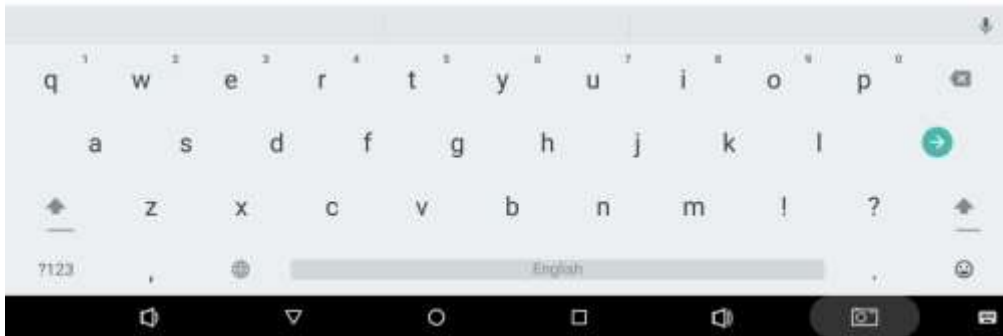 1 2 3 4 5 6 7 8 9 0
q w e r t y u i o p
a s d f g h j k l
z x c v b n m ! ?
?123 , English .